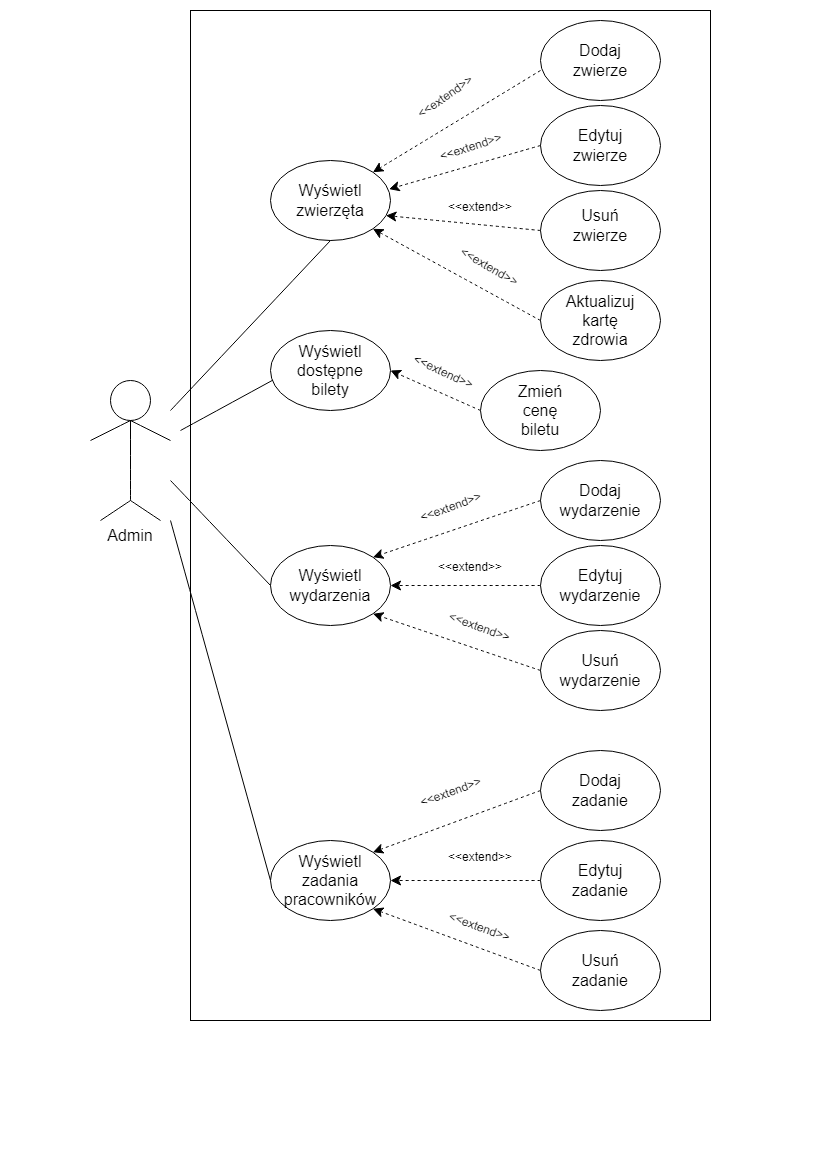 Dodaj
zwierze
<<extend>>
Edytuj
zwierze
<<extend>>
Wyświetl
zwierzęta
<<extend>>
Usuń
zwierze
<<extend>>
Aktualizuj
kartę
zdrowia
Wyświetl
dostępne
bilety
<<extend>>
Zmień
cenę
biletu
Admin
Dodaj
wydarzenie
<<extend>>
Wyświetl
wydarzenia
<<extend>>
Edytuj
wydarzenie
<<extend>>
Usuń
wydarzenie
Dodaj
zadanie
<<extend>>
Wyświetl
zadania
pracowników
<<extend>>
Edytuj
zadanie
<<extend>>
Usuń
zadanie